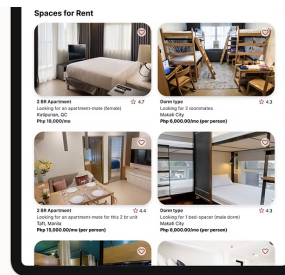 Spaces for Rent
2 BR Apartment 4.7
Looking for an apartment-mate (female)
Katipunan, QC
Php 18,000/mo
Dorm type 4.3
Looking for 2 roommates
Makati City
Php 6,000.00/mo (per person)
2 BR Apartment 4.4
Looking for an apartment-mate for this 2 br unit
Taft, Manila
Php 15,000.00/mo (per person)
Dorm type 4.3
Looking for 1 bed-spacer (male dorm)
Makati City
Php 8,000.00/mo (per person)